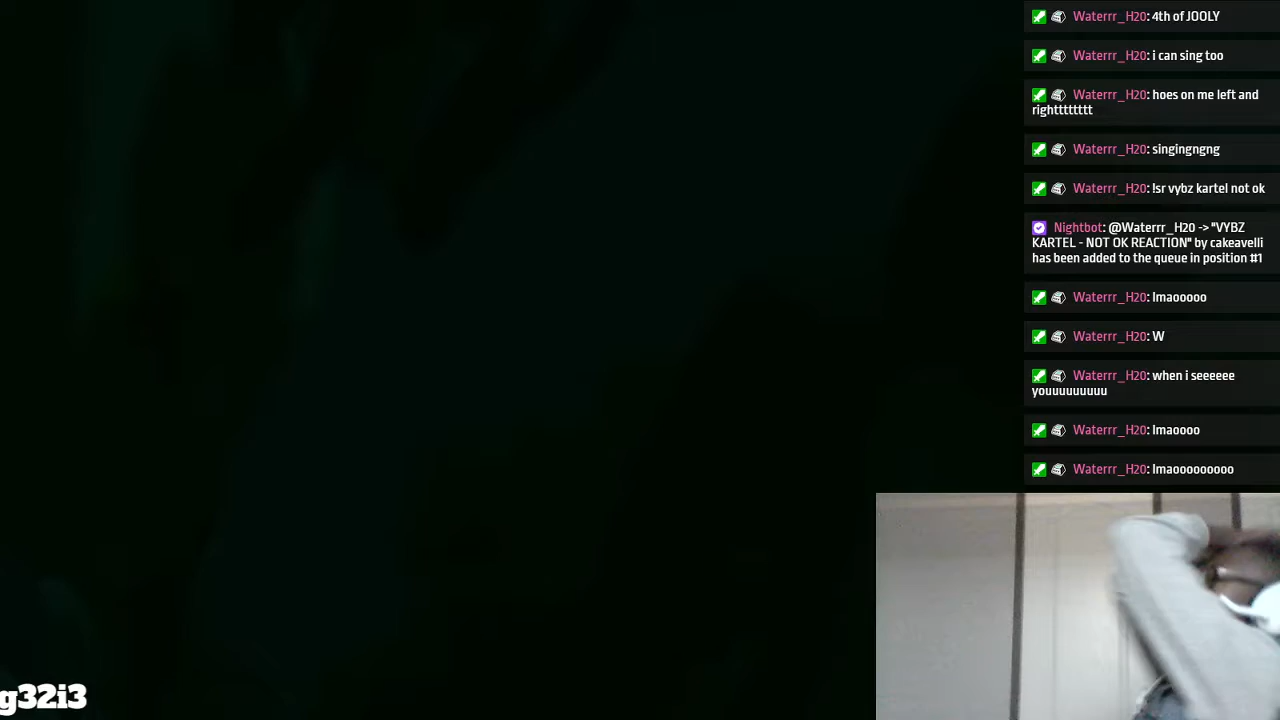 Waterrr_H20: 4th of JOOLY
Waterrr_H20: i can sing too
Waterrr_H20: hoes on me left and
righttttttt
Waterrr_H20: singingngng
Waterrr_H20: !sr vybz kartel not ok
Nightbot: @Waterrr_H20 -> "VYBZ
KARTEL - NOT OK REACTION" by cakeavelli
has been added to the queue in position #1
Waterrr_H20: lmaooooo
Waterrr_H20: W
Waterrr_H20: when i seeeeee
youuuuuuuuu
Waterrr_H20: lmaoooo
Waterrr_H20: lmaooooooooo
g32i3